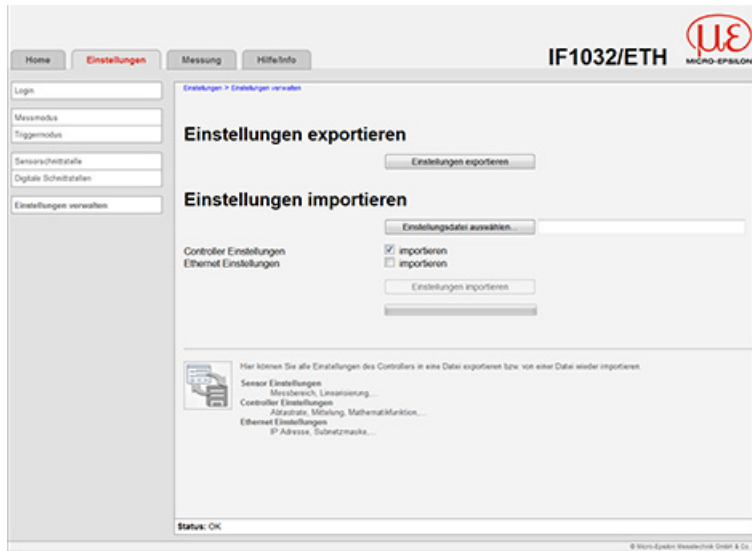 με
MICRO-EPSILON
IF1032/ETH
Home
Einstellungen
Messung
Hilfe/Info
Login
Messmodus
Triggermodus
Sensorschnittstelle
Digitale Schnittstellen
Einstellungen verwalten
Einstellungen > Einstellungen verwalten
Einstellungen exportieren
Einstellungen exportieren
Einstellungen importieren
Einstellungsdatei auswählen...
Controller Einstellungen importieren
Ethernet Einstellungen importieren
Einstellungen importieren
Hier können Sie alle Einstellungen des Controllers in eine Datei exportieren bzw. von einer Datei wieder importieren.
Sensor Einstellungen
Messbereich, Linearisierung,...
Controller Einstellungen
Abtastrate, Mittelung, Mathematikfunktion,...
Ethernet Einstellungen
IP Adresse, Subnetzmaske,...
Status: OK
© Micro-Epsilon Messtechnik GmbH & Co.